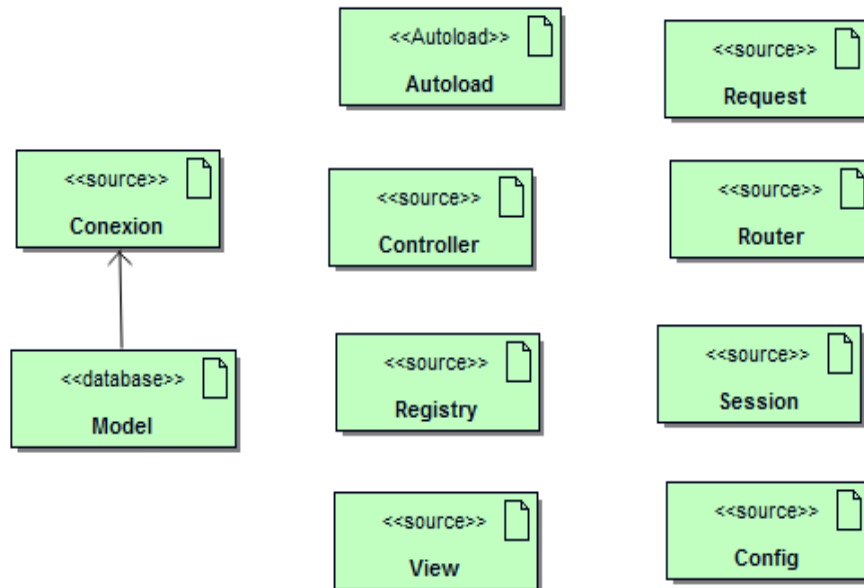 <<Autoload>>
Autoload
<<source>>
Request
<<source>>
Conexion
<<source>>
Controller
<<source>>
Router
<<database>>
Model
<<source>>
Registry
<<source>>
Session
<<source>>
View
<<source>>
Config